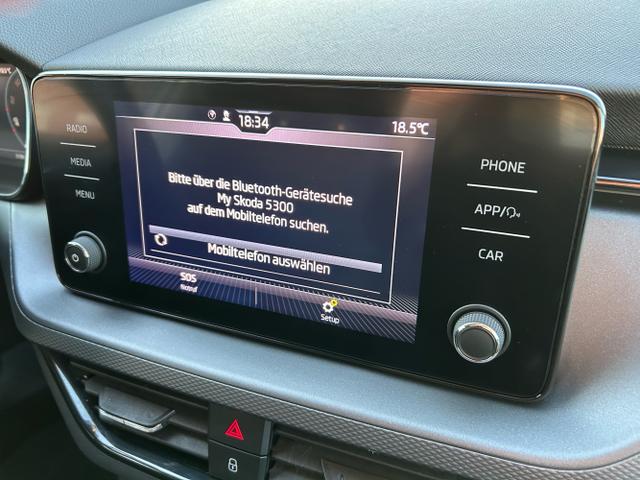 18:34
18.5°C
RADIO
MEDIA
MENU
Bitte über die Bluetooth-Gerätesuche
My Skoda 5300
auf dem Mobiltelefon suchen.
Mobiltelefon auswählen
SOS
Notruf
Setup
PHONE
APP/
CAR